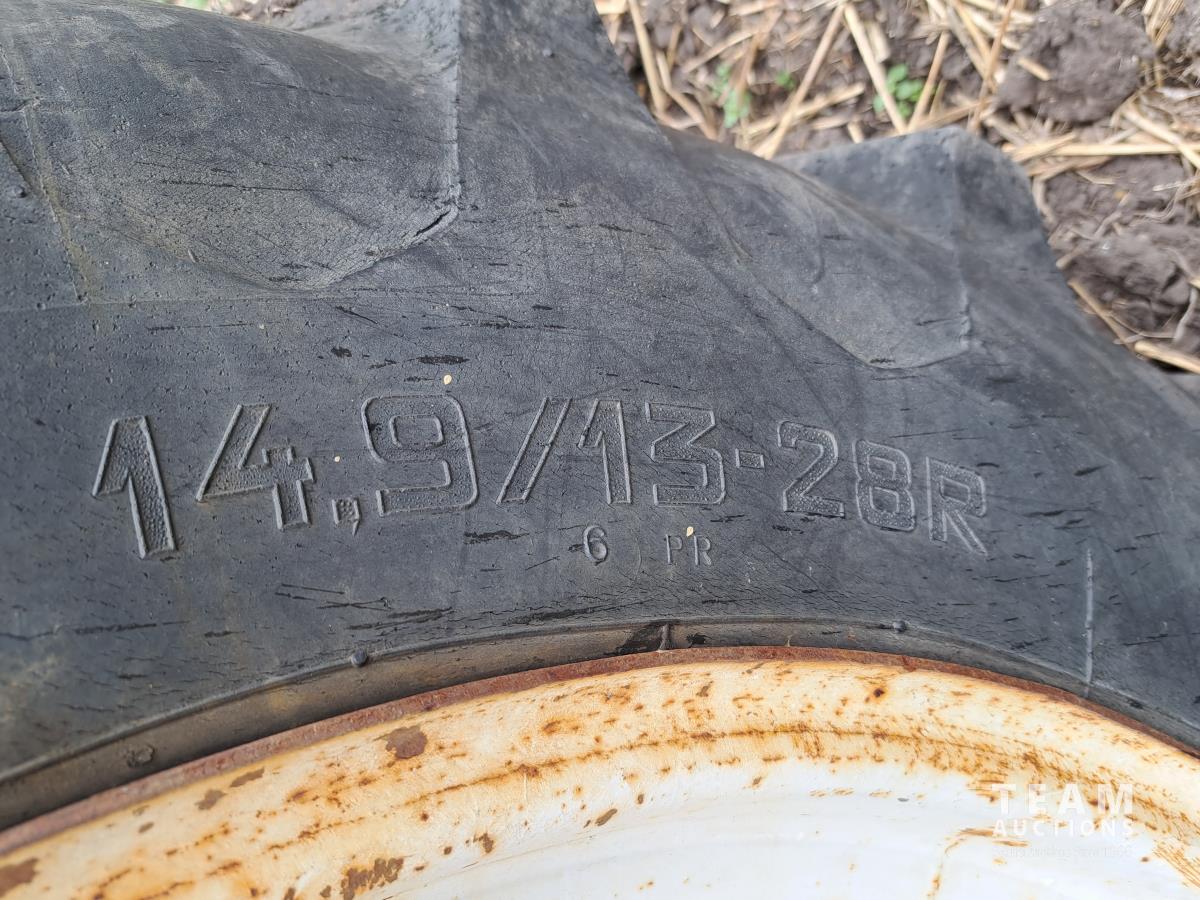 14,9/13-28R
6 PR
TEAM
AUCTIONS